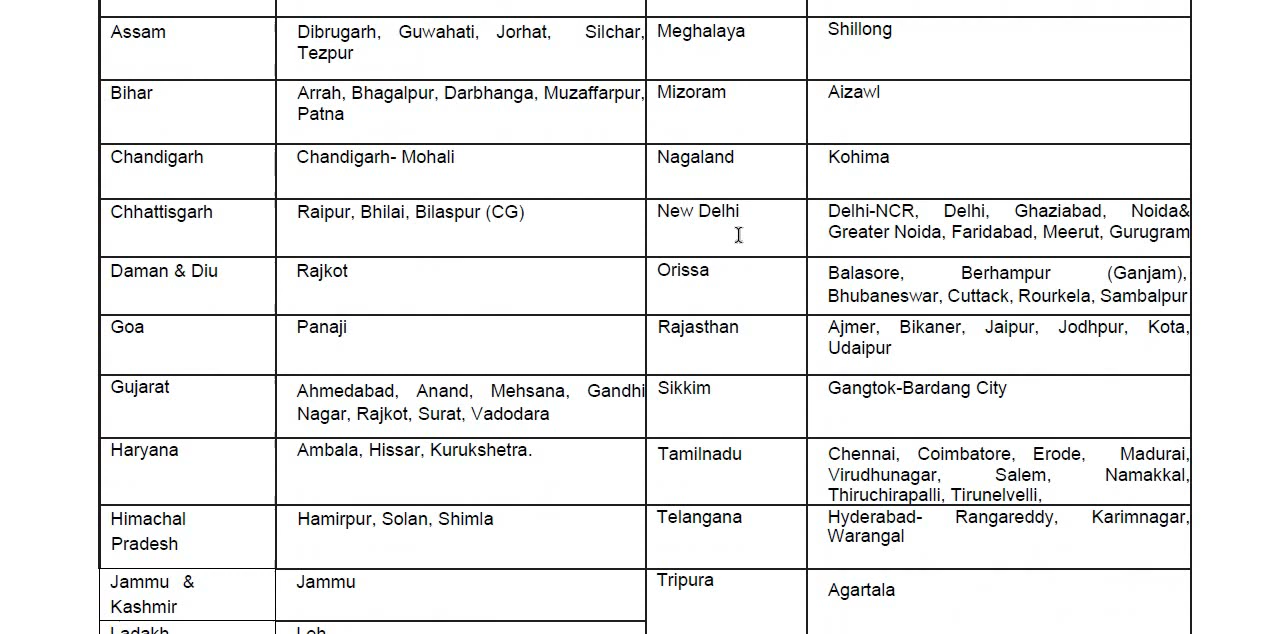 Assam
Dibrugarh, Guwahati, Jorhat, Silchar,
Tezpur
Meghalaya
Shillong
Bihar
Arrah, Bhagalpur, Darbhanga, Muzaffarpur,
Patna
Mizoram
Aizawl
Chandigarh
Chandigarh- Mohali
Nagaland
Kohima
Chhattisgarh
Raipur, Bhilai, Bilaspur (CG)
New Delhi
Delhi-NCR, Delhi, Ghaziabad, Noida&
Greater Noida, Faridabad, Meerut, Gurugram
Daman & Diu
Rajkot
Orissa
Balasore, Berhampur (Ganjam),
Bhubaneswar, Cuttack, Rourkela, Sambalpur
Goa
Panaji
Rajasthan
Ajmer, Bikaner, Jaipur, Jodhpur, Kota,
Udaipur
Gujarat
Ahmedabad, Anand, Mehsana, Gandhi
Nagar, Rajkot, Surat, Vadodara
Sikkim
Gangtok-Bardang City
Haryana
Ambala, Hissar, Kurukshetra.
Tamilnadu
Chennai, Coimbatore, Erode, Madurai,
Virudhunagar, Salem, Namakkal,
Thiruchirapalli, Tirunelvelli,
Himachal
Pradesh
Hamirpur, Solan, Shimla
Telangana
Hyderabad- Rangareddy, Karimnagar,
Warangal
Jammu &
Kashmir
Jammu
Tripura
Agartala
Ladakh
Leh